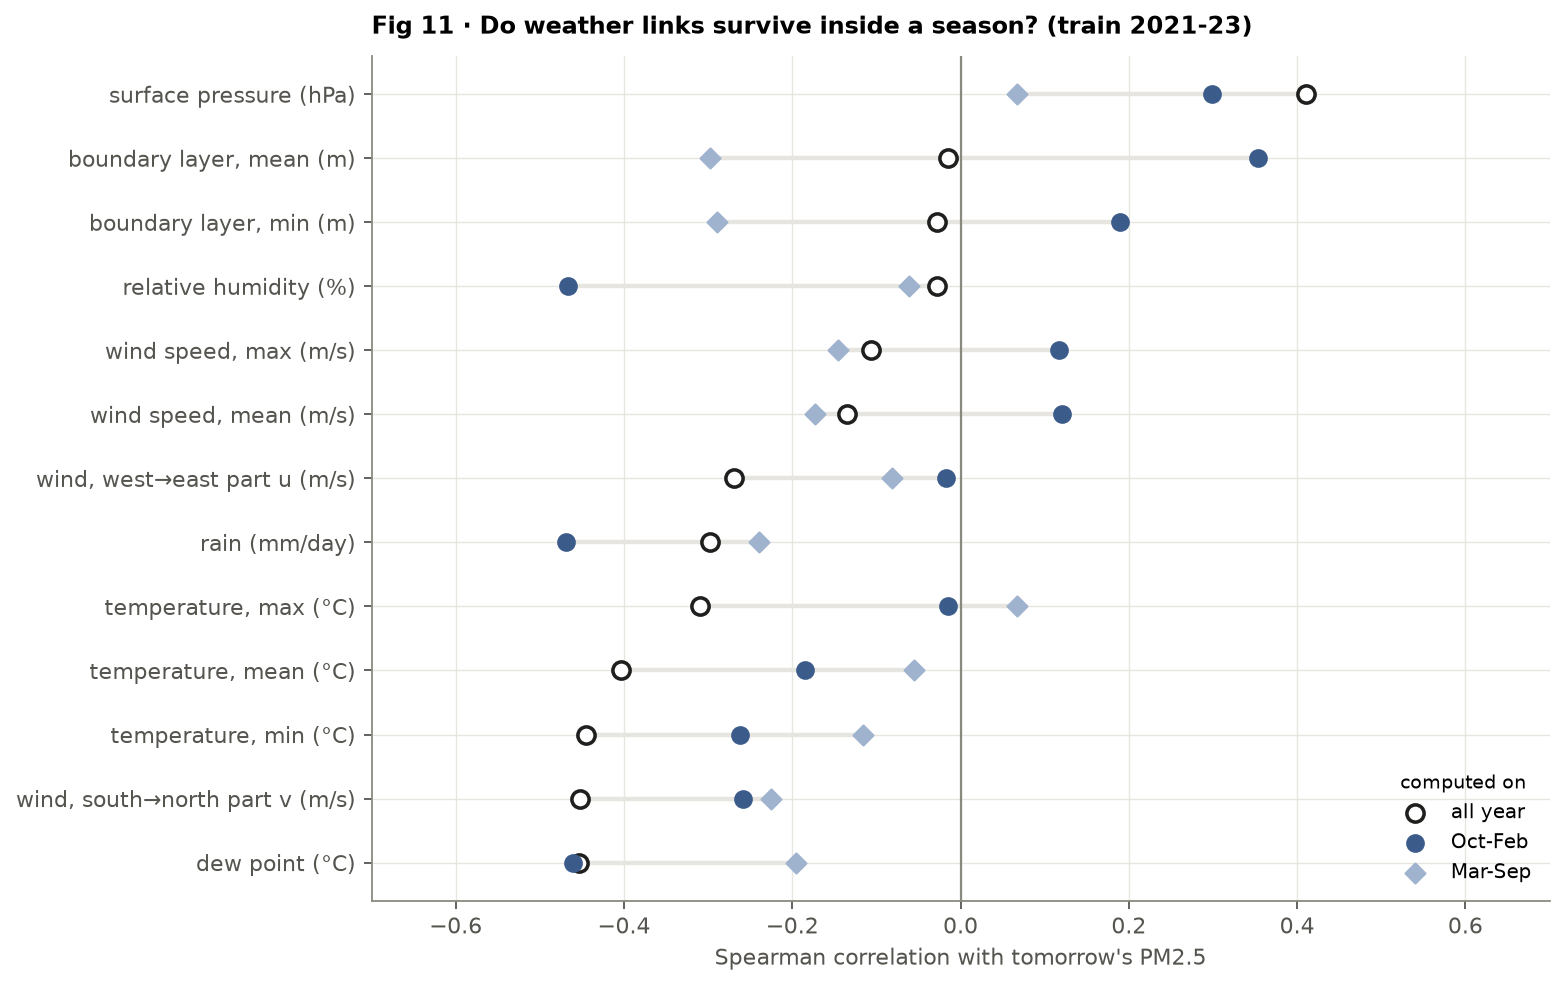 Fig 11 · Do weather links survive inside a season? (train 2021-23)
surface pressure (hPa)
boundary layer, mean (m)
boundary layer, min (m)
relative humidity (%)
wind speed, max (m/s)
wind speed, mean (m/s)
wind, west→east part u (m/s)
rain (mm/day)
temperature, max (°C)
temperature, mean (°C)
temperature, min (°C)
wind, south→north part v (m/s)
dew point (°C)
computed on
all year
Oct-Feb
Mar-Sep
−0.6 −0.4 −0.2 0.0 0.2 0.4 0.6
Spearman correlation with tomorrow's PM2.5